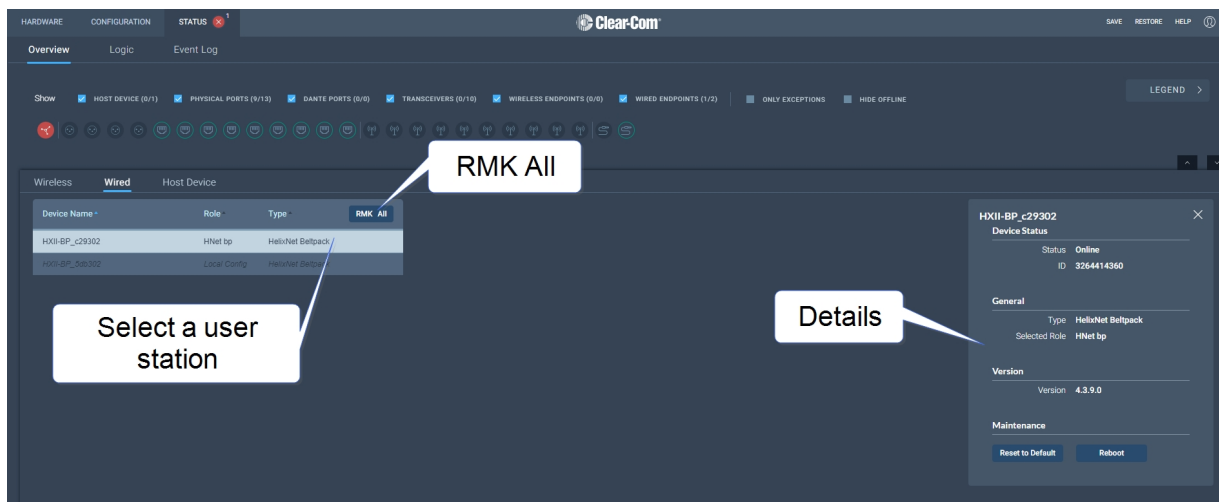 HARDWARE CONFIGURATION STATUS 1 Clear-Com SAVE RESTORE HELP
Overview Logic Event Log
Show HOST DEVICE (0/1) PHYSICAL PORTS (9/13) DANTE PORTS (0/0) TRANSCEIVERS (0/10) WIRELESS ENDPOINTS (0/0) WIRED ENDPOINTS (1/2) ONLY EXCEPTIONS HIDE OFFLINE LEGEND
RMK All
Wireless Wired Host Device
Device Name Role Type RMK All
HXII-BP_c29302 HNet bp HelixNet Beltpack
HXII-BP_5db302 Local Config HelixNet Beltpack
Select a user
station
Details
HXII-BP_c29302
Device Status
Status Online
ID 3264414360
General
Type HelixNet Beltpack
Selected Role HNet bp
Version
Version 4.3.9.0
Maintenance
Reset to Default Reboot